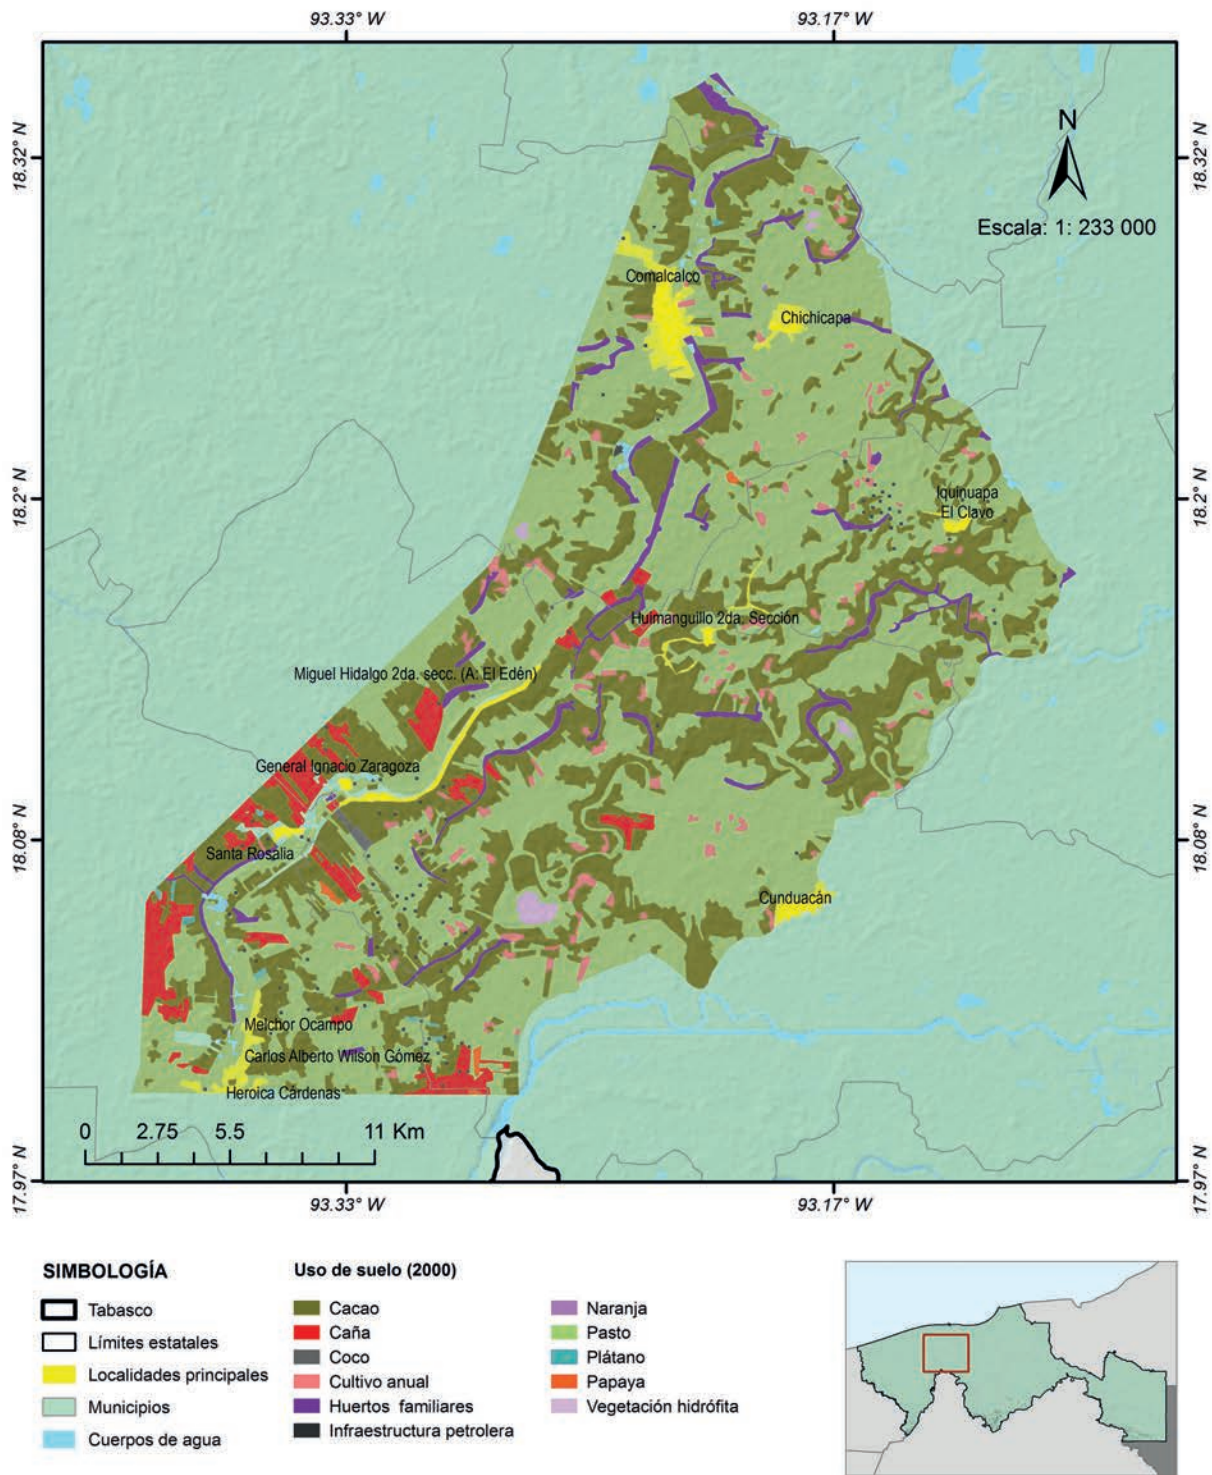 93.33° W
93.17° W
18.32° N
18.32° N
N
Escala: 1: 233 000
Comalcalco
Chichicapa
18.2° N
18.2° N
Iquinuapa
El Clavo
Huimanguillo 2da. Sección
Miguel Hidalgo 2da. secc. (A: El Edén)
General Ignacio Zaragoza
18.08° N
18.08° N
Santa Rosalia
Cunduacán
Melchor Ocampo
Carlos Alberto Wilson Gómez
Heroica Cárdenas
0 2.75 5.5 11 Km
17.97° N
17.97° N
93.33° W
93.17° W
SIMBOLOGÍA
Tabasco
Límites estatales
Localidades principales
Municipios
Cuerpos de agua
Uso de suelo (2000)
Cacao
Caña
Coco
Cultivo anual
Huertos familiares
Infraestructura petrolera
Naranja
Pasto
Plátano
Papaya
Vegetación hidrófita